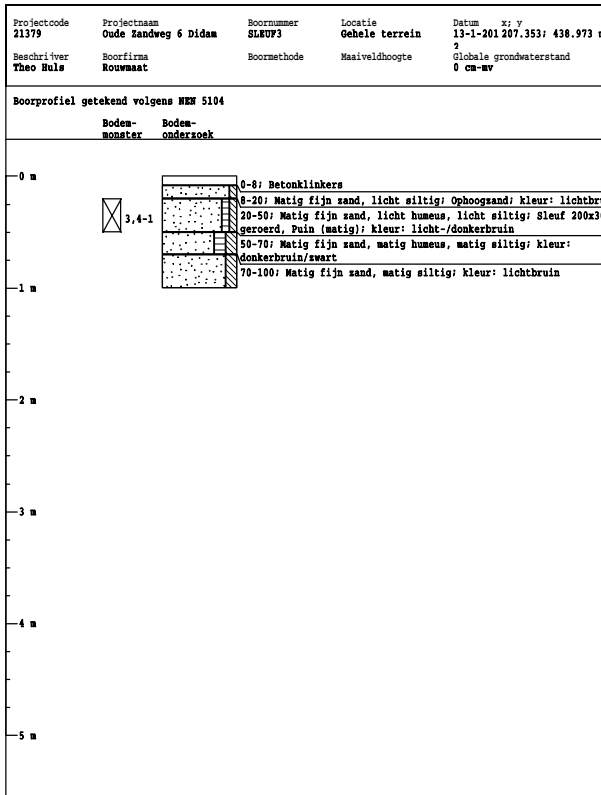 Projectcode Projectnaam Boornummer Locatie Datum x; y
21379 Oude Zandweg 6 Didam SLEUF3 Gehele terrein 13-1-201 207.353; 438.973
2
Beschrijver Boorfirma Boormethode Maaiveldhoogte Globale grondwaterstand
Theo Huls Rouwmaat 0 cm-mv
Boorprofiel getekend volgens NEN 5104
Bodem- Bodem-
monster onderzoek
0 m
0-8; Betonklinkers
8-20; Matig fijn zand, licht siltig; Ophoogzand; kleur: lichtbr
20-50; Matig fijn zand, licht humeus, licht siltig; Sleuf 200x3
3,4-1
geroerd, Puin (matig); kleur: licht-/donkerbruin
50-70; Matig fijn zand, matig humeus, matig siltig; kleur:
donkerbruin/zwart
70-100; Matig fijn zand, matig siltig; kleur: lichtbruin
1 m
2 m
3 m
4 m
5 m